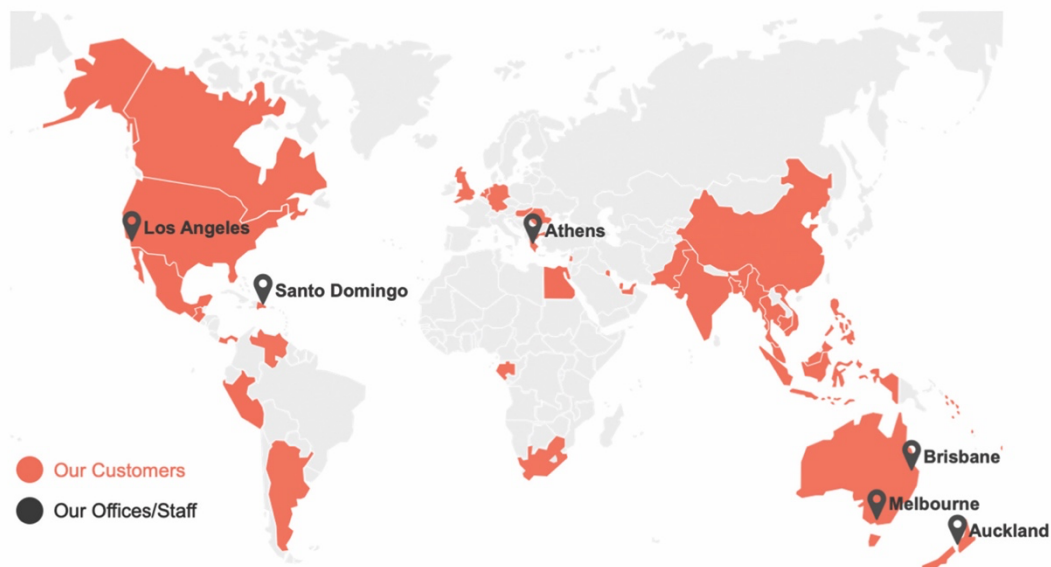 Los Angeles
Athens
Santo Domingo
Brisbane
Our Customers
Melbourne
Our Offices/Staff
Auckland